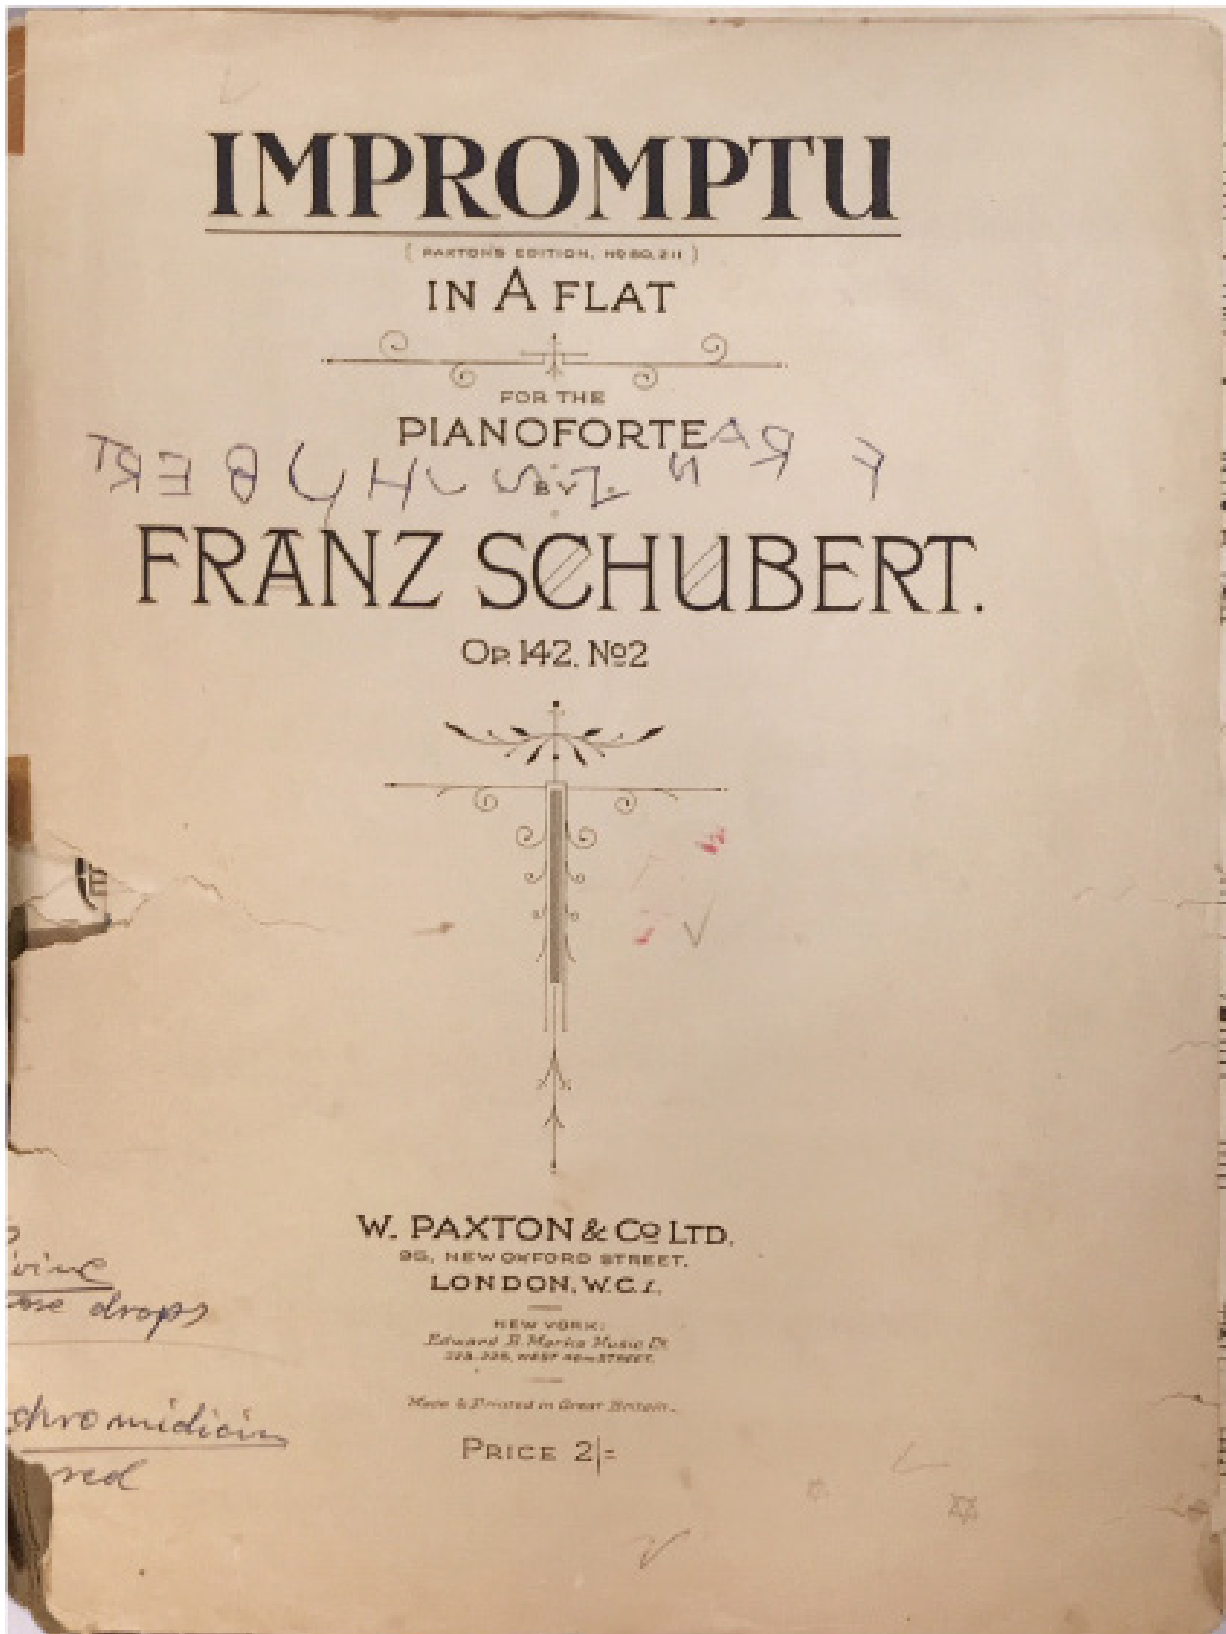 IMPROMPTU
( PAXTON'S EDITION, No 80,211 )
IN A FLAT
FOR THE
PIANOFORTE
BY
FRANZ SCHUBERT.
Op. 142. No 2
W. PAXTON & Co LTD.
95, NEW OXFORD STREET,
LONDON. W.C.1.
NEW YORK:
Edward B. Marks Music Co
223-225, WEST 46TH STREET.
Made & Printed in Great Britain.
PRICE 2/=
drops
red